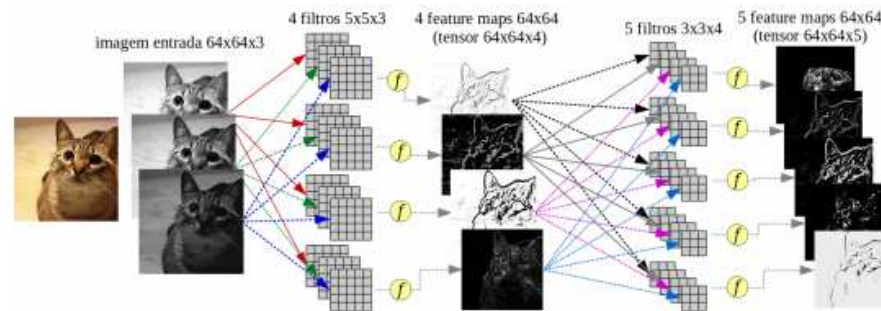 imagem entrada 64x64x3
4 filtros 5x5x3
4 feature maps 64x64
(tensor 64x64x4)
5 filtros 3x3x4
5 feature maps 64x64
(tensor 64x64x5)
f
f
f
f
f
f
f
f
f